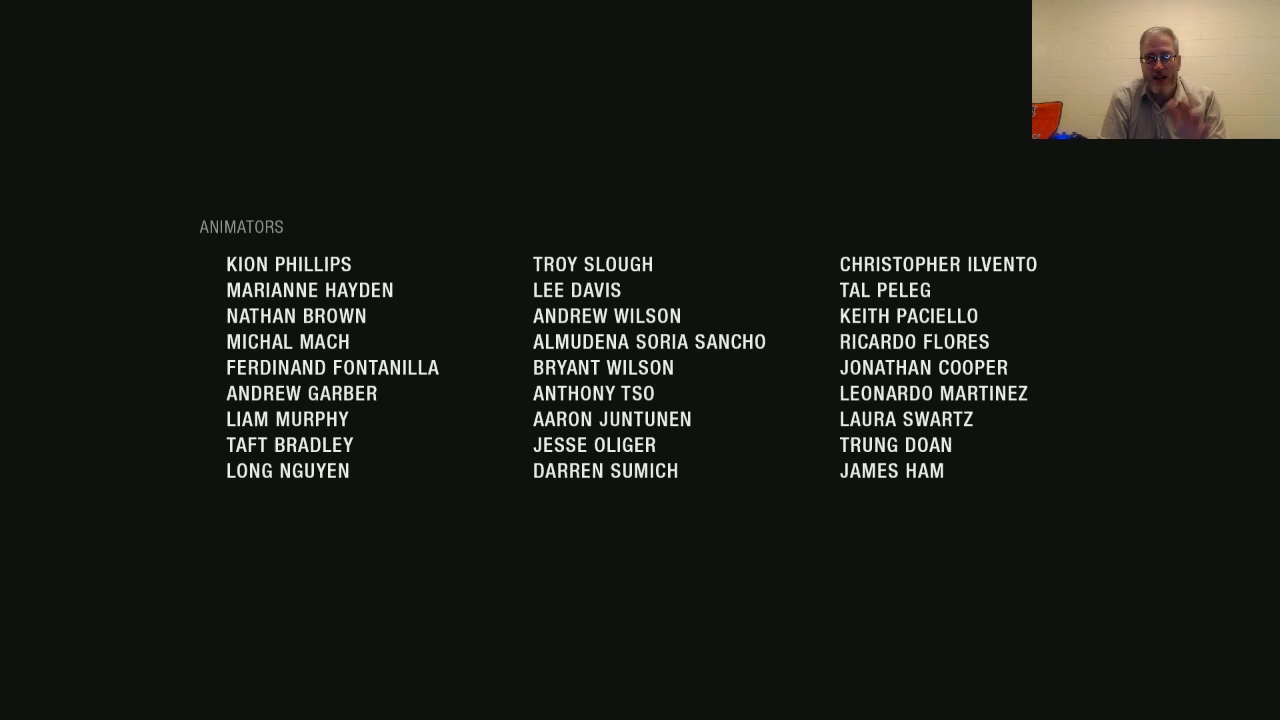 ANIMATORS
KION PHILLIPS
MARIANNE HAYDEN
NATHAN BROWN
MICHAL MACH
FERDINAND FONTANILLA
ANDREW GARBER
LIAM MURPHY
TAFT BRADLEY
LONG NGUYEN
TROY SLOUGH
LEE DAVIS
ANDREW WILSON
ALMUDENA SORIA SANCHO
BRYANT WILSON
ANTHONY TSO
AARON JUNTUNEN
JESSE OLIGER
DARREN SUMICH
CHRISTOPHER ILVENTO
TAL PELEG
KEITH PACIELLO
RICARDO FLORES
JONATHAN COOPER
LEONARDO MARTINEZ
LAURA SWARTZ
TRUNG DOAN
JAMES HAM